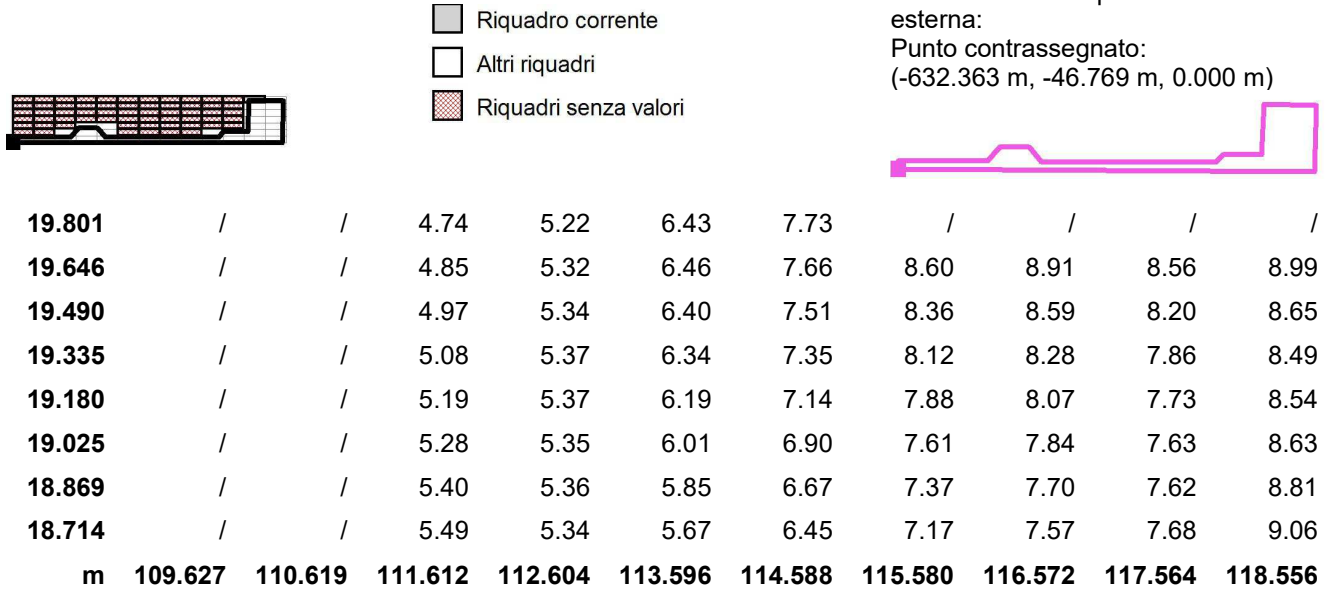 Riquadro corrente
Altri riquadri
Riquadri senza valori
esterna:
Punto contrassegnato:
(-632.363 m, -46.769 m, 0.000 m)
19.801 / / 4.74 5.22 6.43 7.73 / / / /
19.646 / / 4.85 5.32 6.46 7.66 8.60 8.91 8.56 8.99
19.490 / / 4.97 5.34 6.40 7.51 8.36 8.59 8.20 8.65
19.335 / / 5.08 5.37 6.34 7.35 8.12 8.28 7.86 8.49
19.180 / / 5.19 5.37 6.19 7.14 7.88 8.07 7.73 8.54
19.025 / / 5.28 5.35 6.01 6.90 7.61 7.84 7.63 8.63
18.869 / / 5.40 5.36 5.85 6.67 7.37 7.70 7.62 8.81
18.714 / / 5.49 5.34 5.67 6.45 7.17 7.57 7.68 9.06
m 109.627 110.619 111.612 112.604 113.596 114.588 115.580 116.572 117.564 118.556